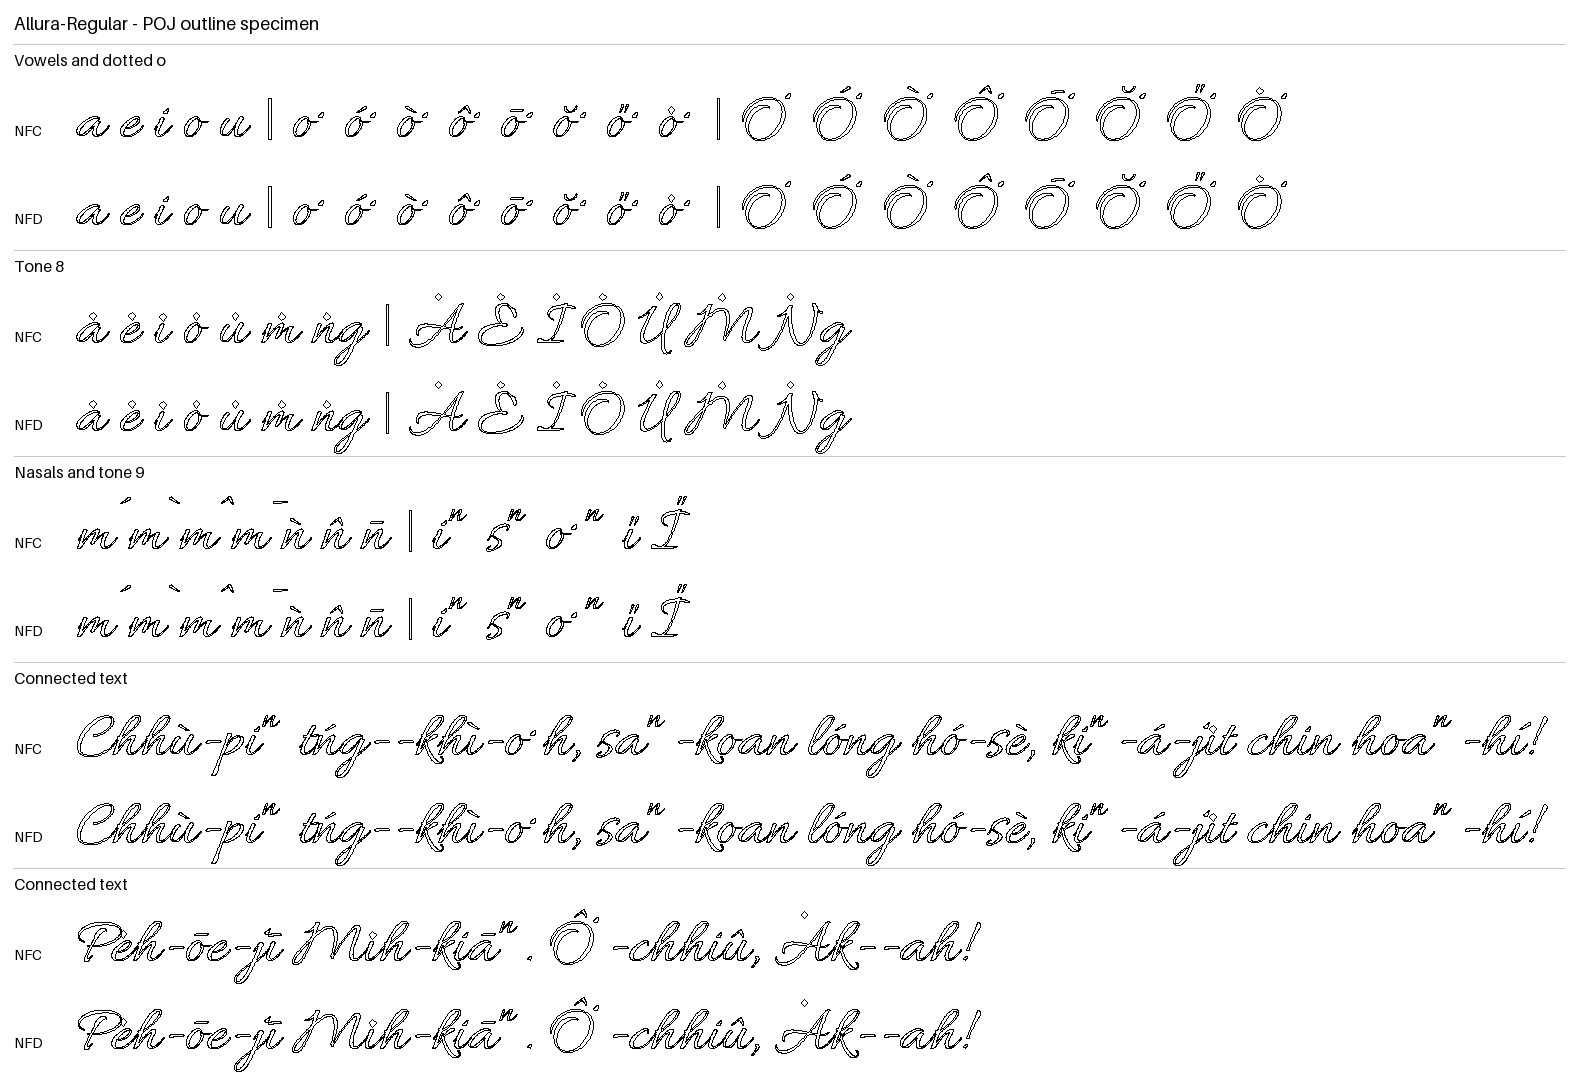 Allura-Regular - POJ outline specimen
Vowels and dotted o
NFC a e i o u | o͘ ó͘ ò͘ ô͘ ō͘ ŏ͘ ő͘ o̍͘ | O͘ Ó͘ Ò͘ Ô͘ Ō͘ Ŏ͘ Ő͘ O̍͘
NFD a e i o u | o͘ ó͘ ò͘ ô͘ ō͘ ŏ͘ ő͘ o̍͘ | O͘ Ó͘ Ò͘ Ô͘ Ō͘ Ŏ͘ Ő͘ O̍͘
Tone 8
NFC a̍ e̍ i̍ o̍ u̍ m̍ n̍g | A̍ E̍ I̍ O̍ U̍ M̍ N̍g
NFD a̍ e̍ i̍ o̍ u̍ m̍ n̍g | A̍ E̍ I̍ O̍ U̍ M̍ N̍g
Nasals and tone 9
NFC ḿ m̀ m̂ m̄ ǹ n̂ n̄ | iⁿ sⁿ o͘ⁿ i̋ I̋
NFD ḿ m̀ m̂ m̄ ǹ n̂ n̄ | iⁿ sⁿ o͘ⁿ i̋ I̋
Connected text
NFC Chhù-piⁿ tńg--khì-o͘h, saⁿ-koan lóng hó-sè, kiⁿ-á-ji̍t chin hoaⁿ-hí!
NFD Chhù-piⁿ tńg--khì-o͘h, saⁿ-koan lóng hó-sè, kiⁿ-á-ji̍t chin hoaⁿ-hí!
Connected text
NFC Pe̍h-ōe-jī Mi̍h-kiāⁿ. Ô͘-chhiû, A̍k--ah!
NFD Pe̍h-ōe-jī Mi̍h-kiāⁿ. Ô͘-chhiû, A̍k--ah!